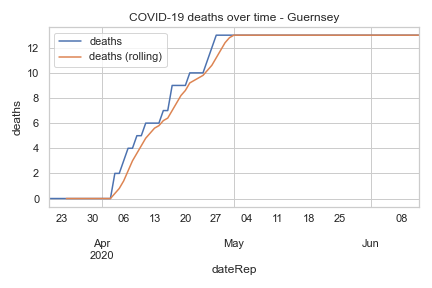 COVID-19 deaths over time - Guernsey
deaths
deaths (rolling)
deaths
12
10
8
6
4
2
0
23 30 06 13 20 27 04 11 18 25 08
Apr May Jun
2020
dateRep